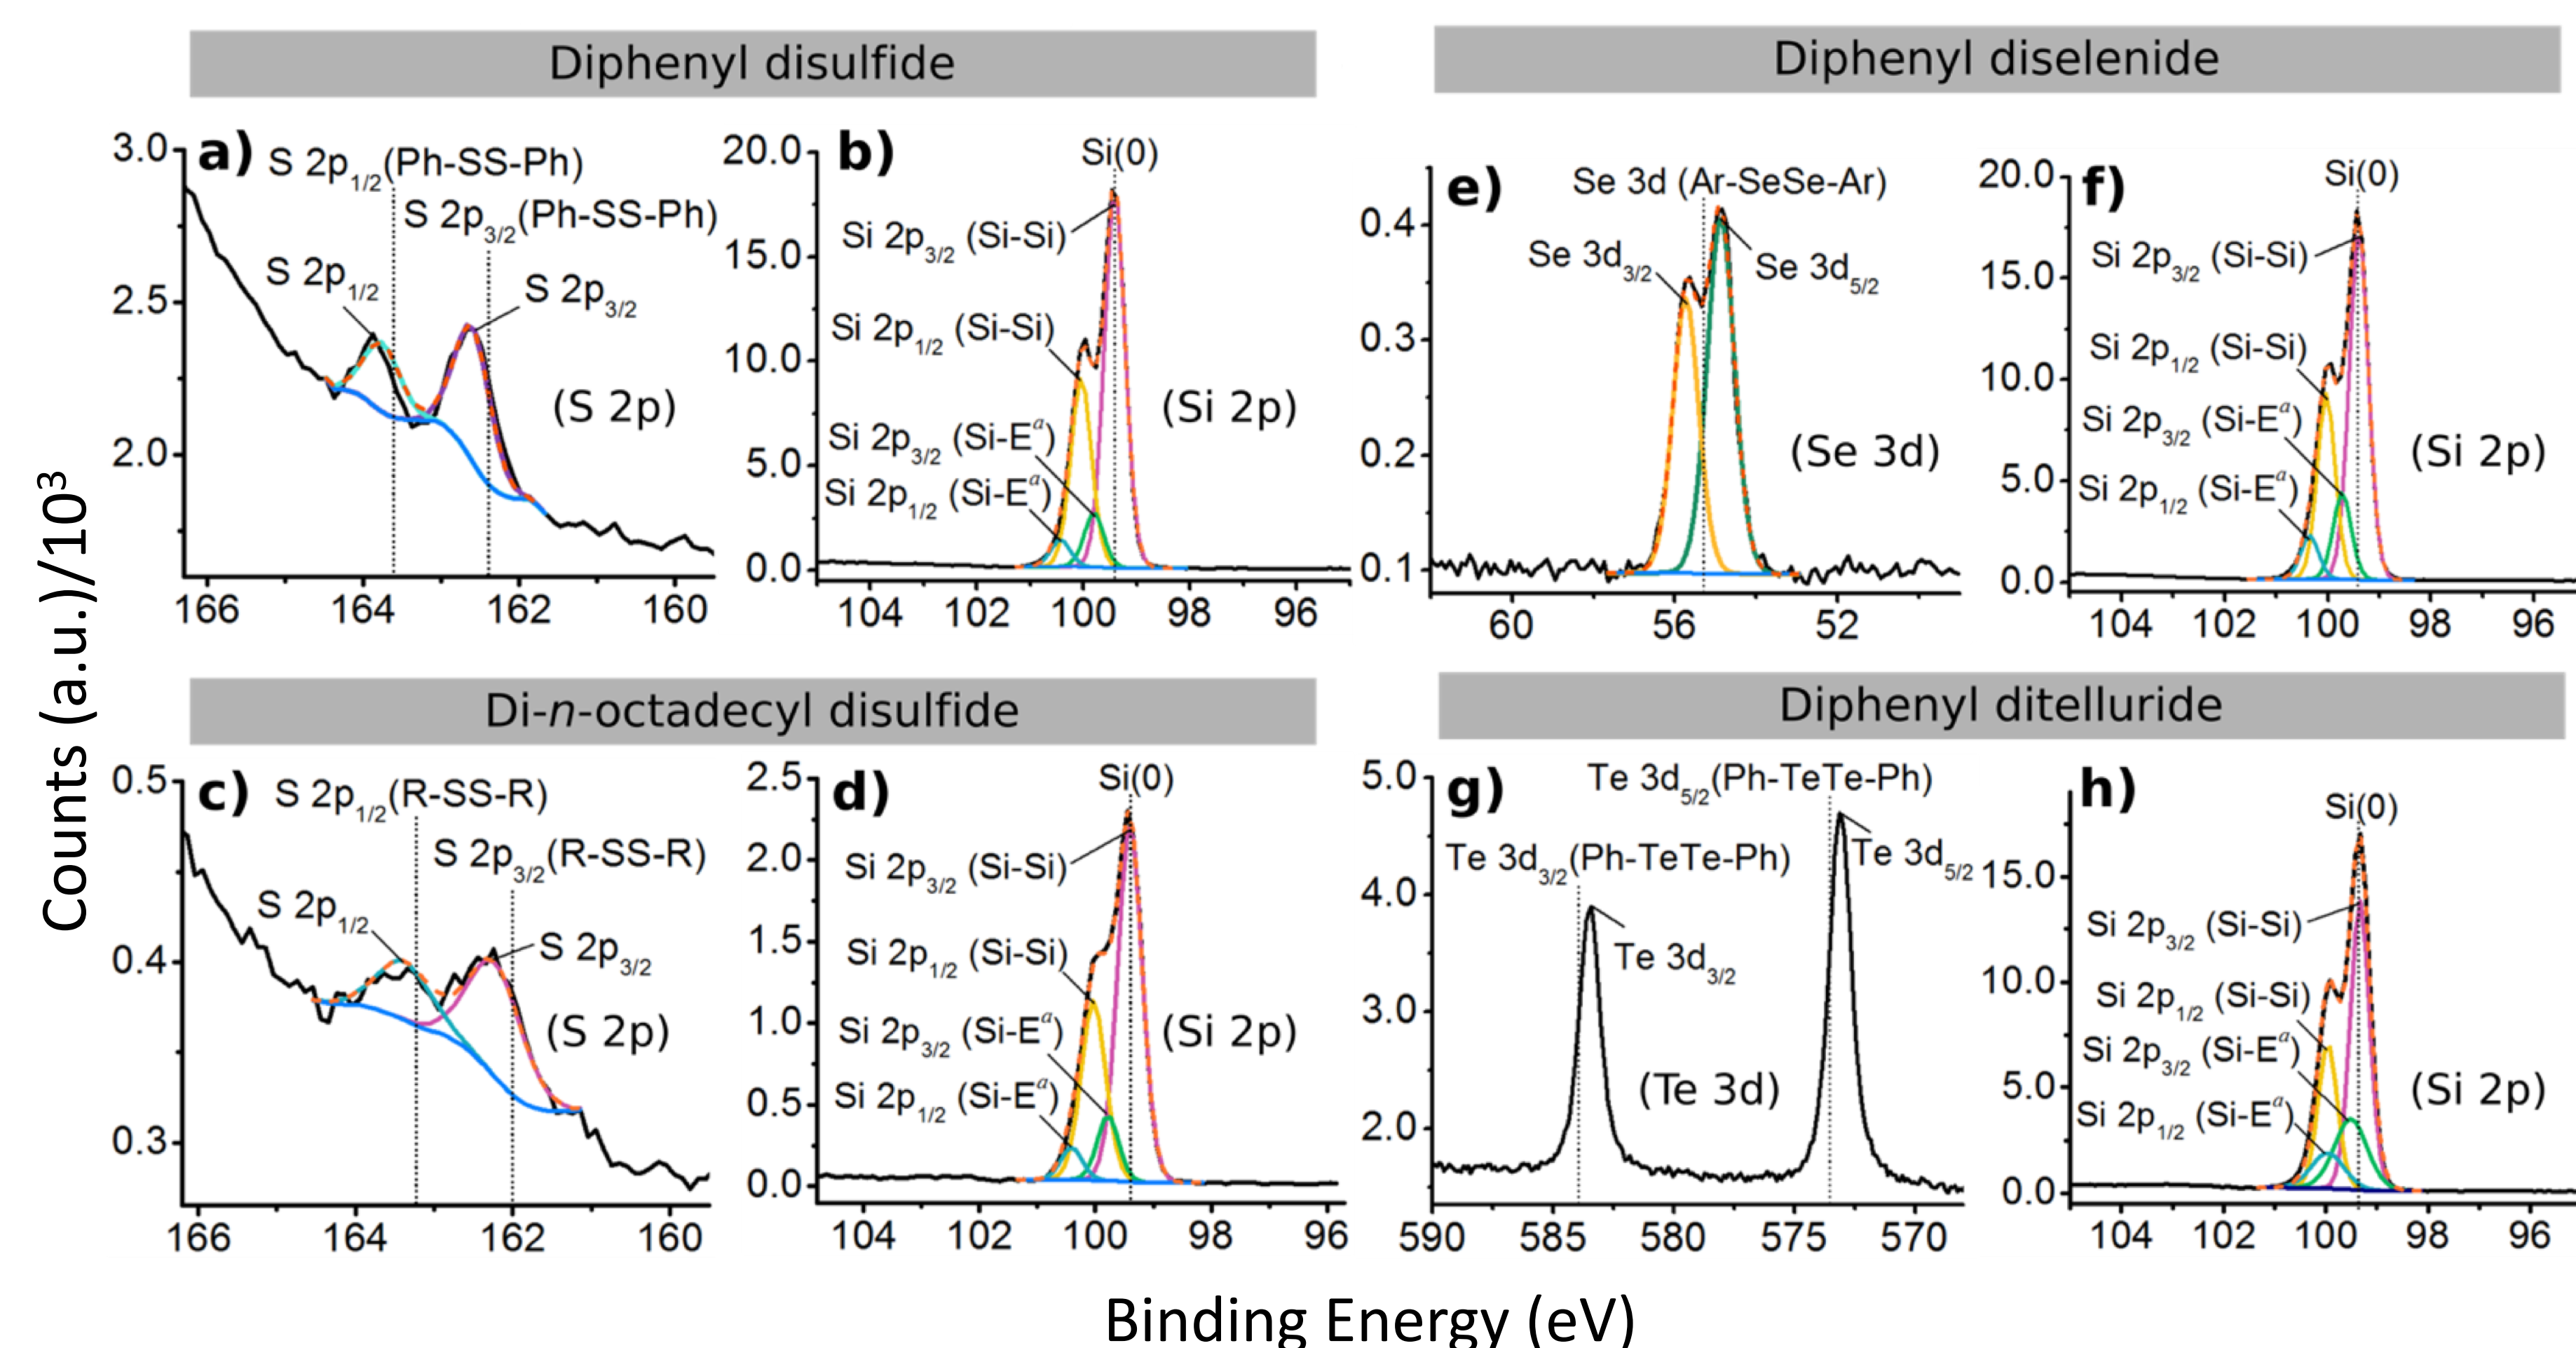 Diphenyl disulfide
Diphenyl diselenide
Counts (a.u.)/10³
a)
S 2p1/2(Ph-SS-Ph)
S 2p3/2(Ph-SS-Ph)
S 2p1/2
S 2p3/2
(S 2p)
3.0
2.5
2.0
166 164 162 160
b)
Si(0)
Si 2p3/2 (Si-Si)
Si 2p1/2 (Si-Si)
Si 2p3/2 (Si-Eᵃ)
Si 2p1/2 (Si-Eᵃ)
(Si 2p)
20.0
15.0
10.0
5.0
0.0
104 102 100 98 96
e)
Se 3d (Ar-SeSe-Ar)
Se 3d3/2
Se 3d5/2
(Se 3d)
0.4
0.3
0.2
0.1
60 56 52
f)
Si(0)
Si 2p3/2 (Si-Si)
Si 2p1/2 (Si-Si)
Si 2p3/2 (Si-Eᵃ)
Si 2p1/2 (Si-Eᵃ)
(Si 2p)
20.0
15.0
10.0
5.0
0.0
104 102 100 98 96
Di-n-octadecyl disulfide
Diphenyl ditelluride
c)
S 2p1/2(R-SS-R)
S 2p3/2(R-SS-R)
S 2p1/2
S 2p3/2
(S 2p)
0.5
0.4
0.3
166 164 162 160
d)
Si(0)
Si 2p3/2 (Si-Si)
Si 2p1/2 (Si-Si)
Si 2p3/2 (Si-Eᵃ)
Si 2p1/2 (Si-Eᵃ)
(Si 2p)
2.5
2.0
1.5
1.0
0.5
0.0
104 102 100 98 96
g)
Te 3d5/2(Ph-TeTe-Ph)
Te 3d3/2(Ph-TeTe-Ph)
Te 3d5/2
Te 3d3/2
(Te 3d)
5.0
4.0
3.0
2.0
590 585 580 575 570
h)
Si(0)
Si 2p3/2 (Si-Si)
Si 2p1/2 (Si-Si)
Si 2p3/2 (Si-Eᵃ)
Si 2p1/2 (Si-Eᵃ)
(Si 2p)
15.0
10.0
5.0
0.0
104 102 100 98 96
Binding Energy (eV)